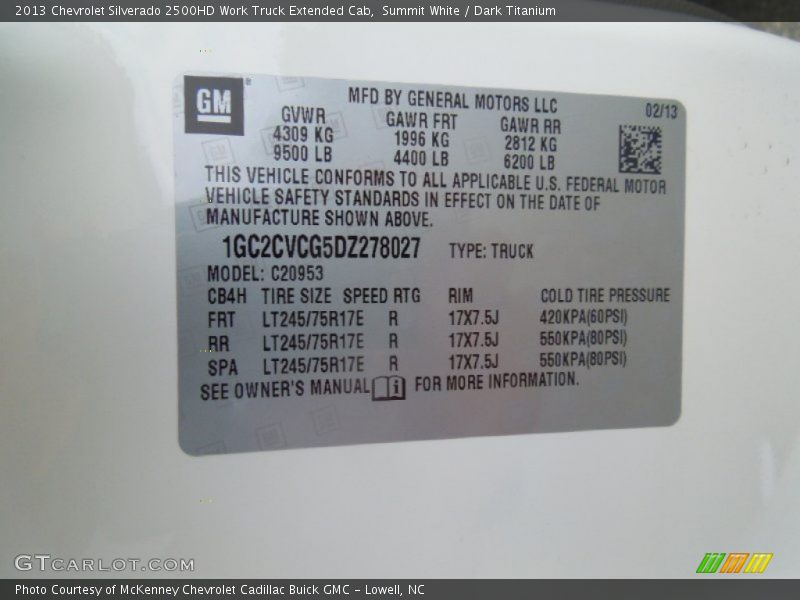 2013 Chevrolet Silverado 2500HD Work Truck Extended Cab,  Summit White / Dark Titanium
GM
MFD BY GENERAL MOTORS LLC 02/13
GVWR GAWR FRT GAWR RR
4309 KG 1996 KG 2812 KG
9500 LB 4400 LB 6200 LB
THIS VEHICLE CONFORMS TO ALL APPLICABLE U.S. FEDERAL MOTOR
VEHICLE SAFETY STANDARDS IN EFFECT ON THE DATE OF
MANUFACTURE SHOWN ABOVE.
1GC2CVCG5DZ278027 TYPE: TRUCK
MODEL: C20953
CB4H TIRE SIZE SPEED RTG RIM COLD TIRE PRESSURE
FRT LT245/75R17E R 17X7.5J 420KPA(60PSI)
RR LT245/75R17E R 17X7.5J 550KPA(80PSI)
SPA LT245/75R17E R 17X7.5J 550KPA(80PSI)
SEE OWNER'S MANUAL i FOR MORE INFORMATION.
GTCARLOT.COM
Photo Courtesy of McKenney Chevrolet Cadillac Buick GMC - Lowell, NC